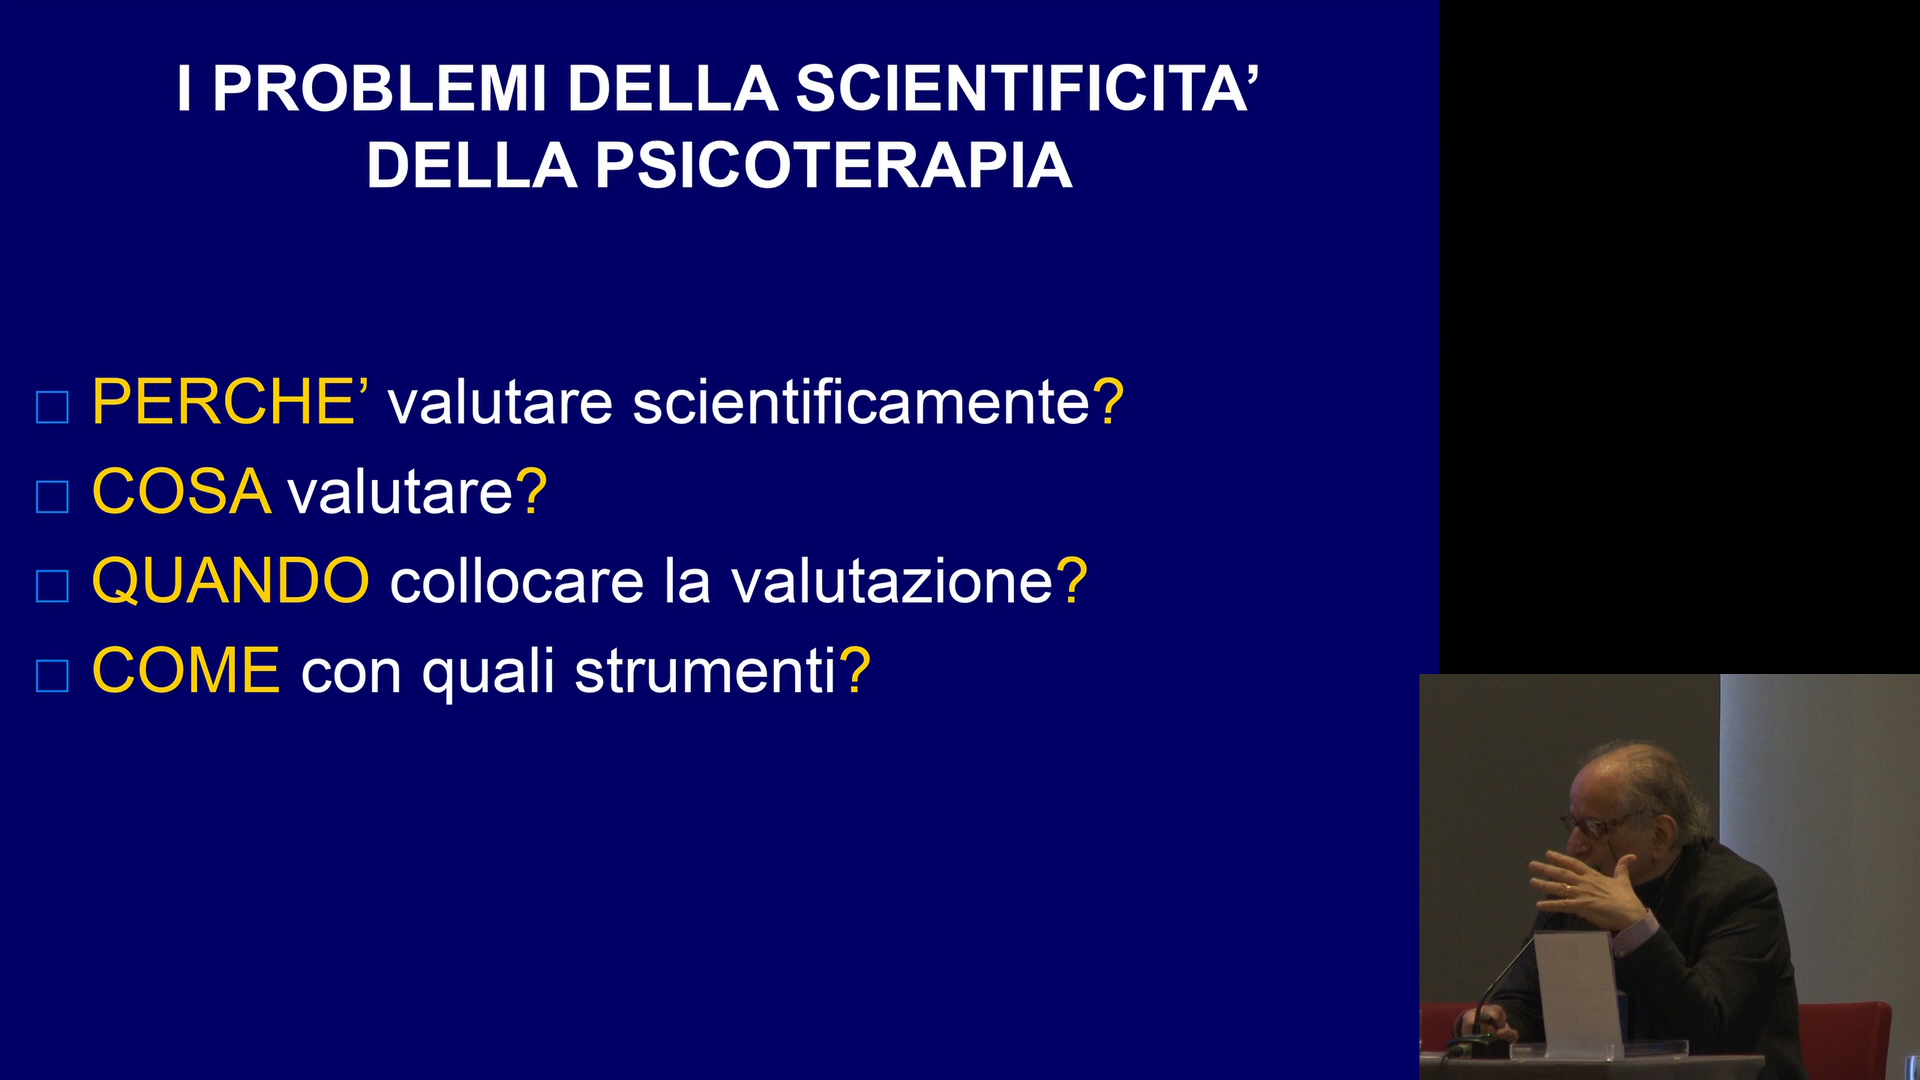 I PROBLEMI DELLA SCIENTIFICITA’
DELLA PSICOTERAPIA
PERCHE’ valutare scientificamente?
COSA valutare?
QUANDO collocare la valutazione?
COME con quali strumenti?